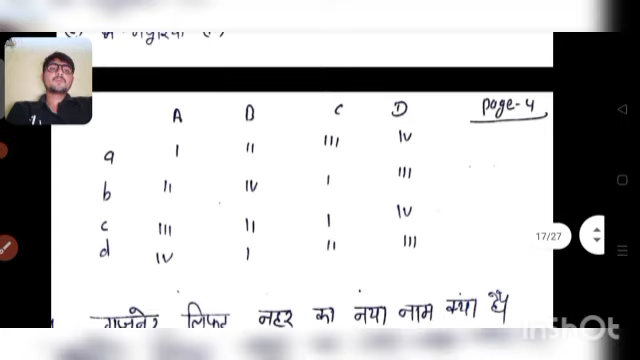 A B C D Page-4
a I II III IV
b II IV I III
c III II I IV
d IV I II III
17/27
गजनेर लिफ्ट नहर का नया नाम क्या है
InShot